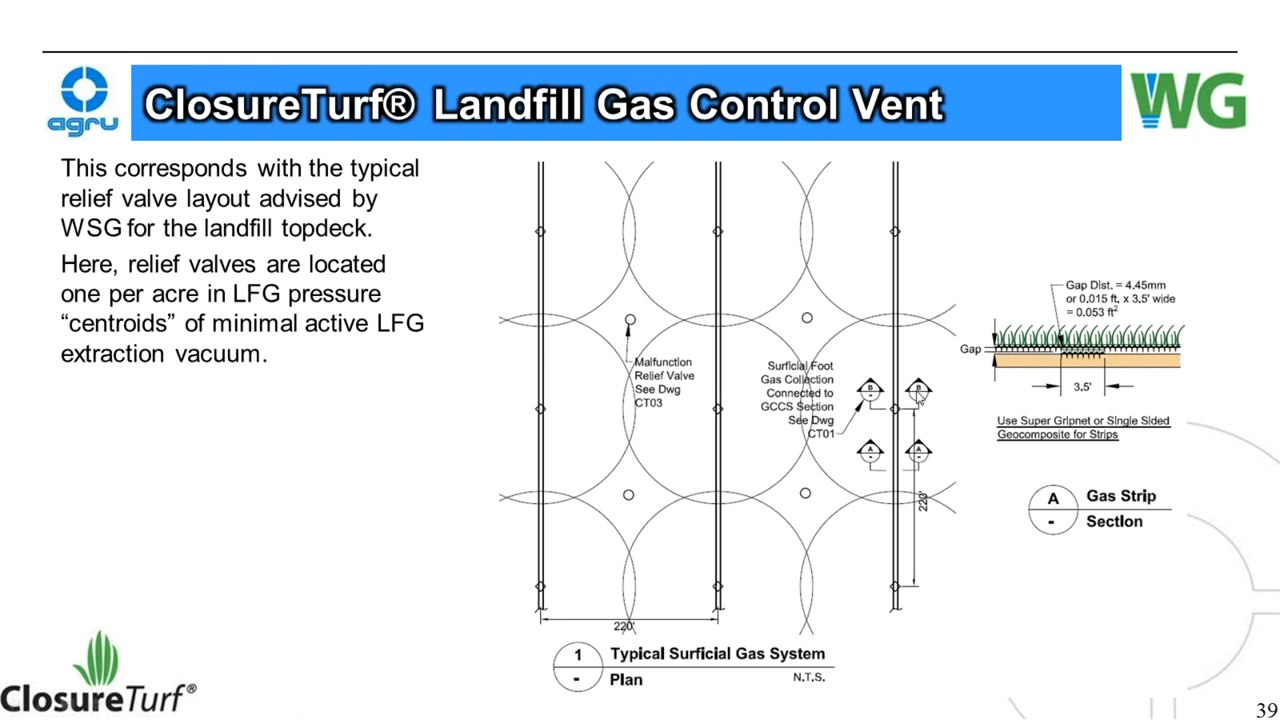 agru
ClosureTurf® Landfill Gas Control Vent
WG
This corresponds with the typical
relief valve layout advised by
WSG for the landfill topdeck.
Here, relief valves are located
one per acre in LFG pressure
“centroids” of minimal active LFG
extraction vacuum.
Malfunction
Relief Valve
See Dwg
CT03
Surficial Foot
Gas Collection
Connected to
GCCS Section
See Dwg
CT01
B
-
B
A
-
A
-
220'
220'
1
-
Typical Surficial Gas System
Plan
N.T.S.
Gap Dist. = 4.45mm
or 0.015 ft. x 3.5' wide
= 0.053 ft²
Gap
3.5'
Use Super Gripnet or Single Sided
Geocomposite for Strips
A
-
Gas Strip
Section
ClosureTurf®
39